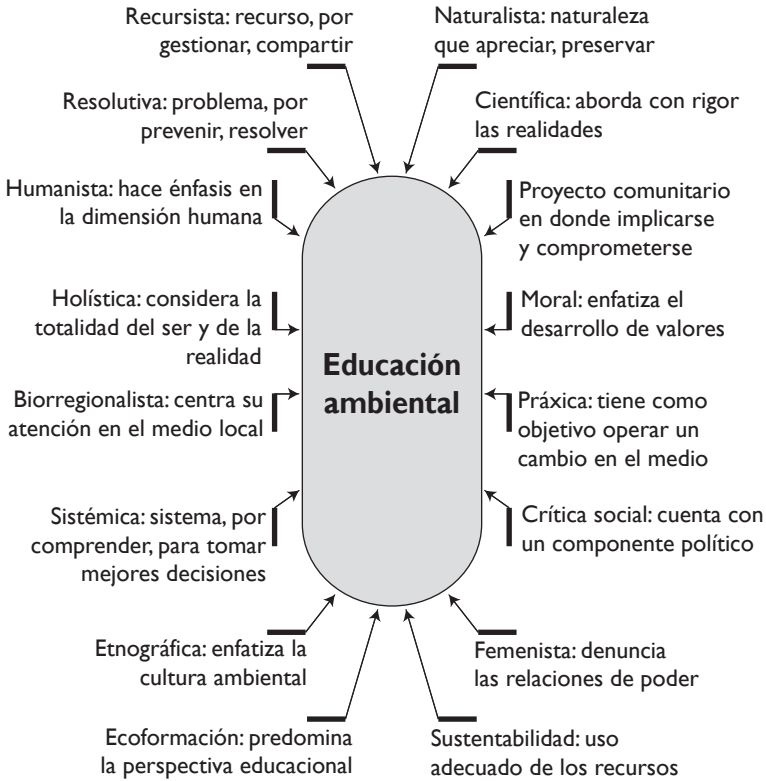 Recursista: recurso, por
gestionar, compartir
Naturalista: naturaleza
que apreciar, preservar
Resolutiva: problema, por
prevenir, resolver
Científica: aborda con rigor
las realidades
Humanista: hace énfasis en
la dimensión humana
Proyecto comunitario
en donde implicarse
y comprometerse
Holística: considera la
totalidad del ser y de la
realidad
Moral: enfatiza el
desarrollo de valores
Educación
ambiental
Biorregionalista: centra su
atención en el medio local
Práxica: tiene como
objetivo operar un
cambio en el medio
Sistémica: sistema, por
comprender, para tomar
mejores decisiones
Crítica social: cuenta con
un componente político
Etnográfica: enfatiza la
cultura ambiental
Femenista: denuncia
las relaciones de poder
Ecoformación: predomina
la perspectiva educacional
Sustentabilidad: uso
adecuado de los recursos